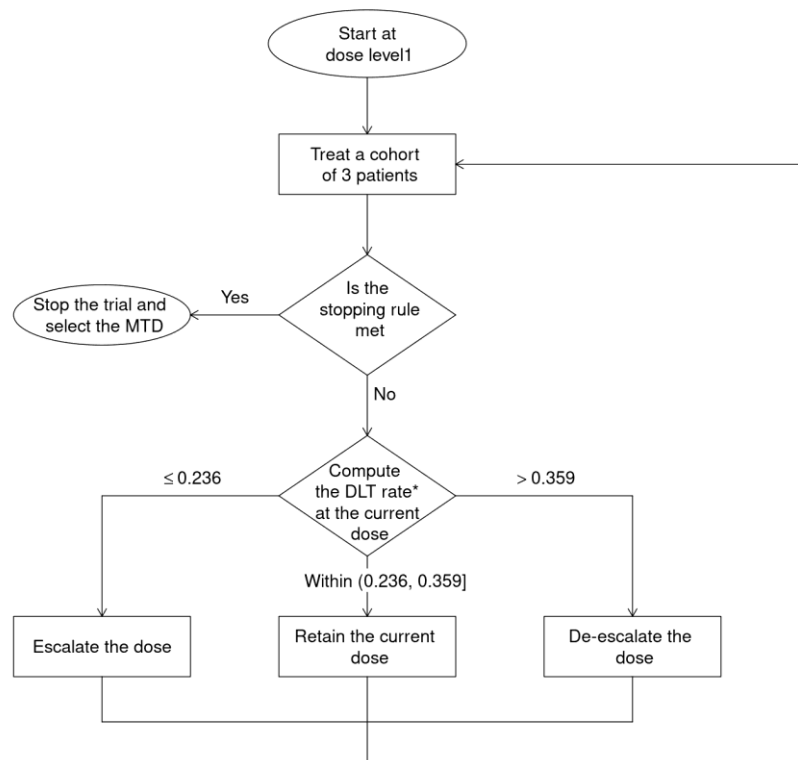 Start at
dose level1
Treat a cohort
of 3 patients
Is the
stopping rule
met
Yes
Stop the trial and
select the MTD
No
Compute
the DLT rate*
at the current
dose
≤ 0.236
> 0.359
Within (0.236, 0.359]
Escalate the dose
Retain the current
dose
De-escalate the
dose